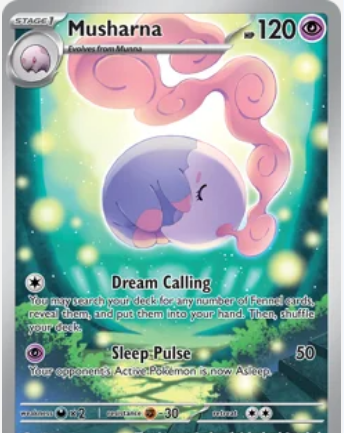 STAGE 1 Musharna HP 120
Evolves from Munna
Dream Calling
You may search your deck for any number of Fennel cards,
reveal them, and put them into your hand. Then, shuffle
your deck.
Sleep Pulse 50
Your opponent's Active Pokémon is now Asleep.
weakness ×2 resistance -30 retreat